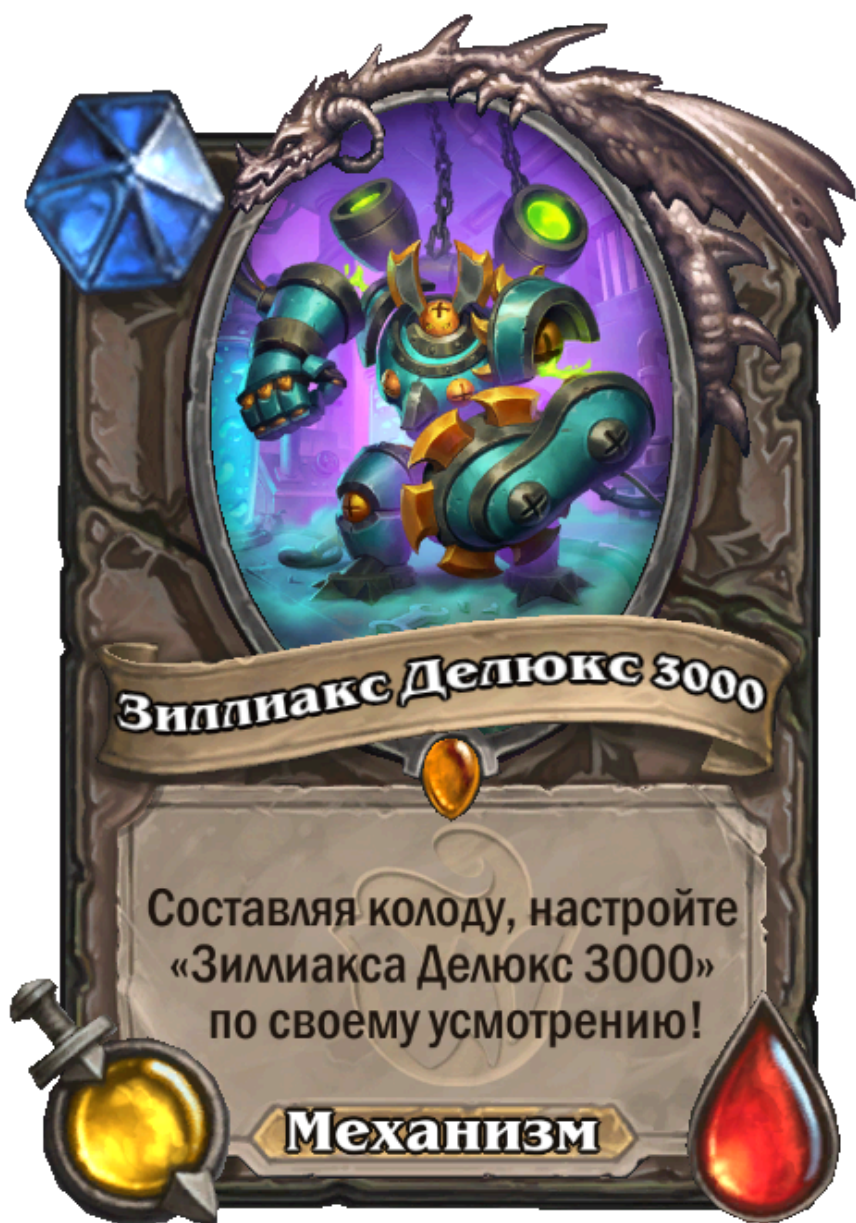 Зиллиакс Делюкс 3000
Составляя колоду, настройте
«Зиллиакса Делюкс 3000»
по своему усмотрению!
Механизм